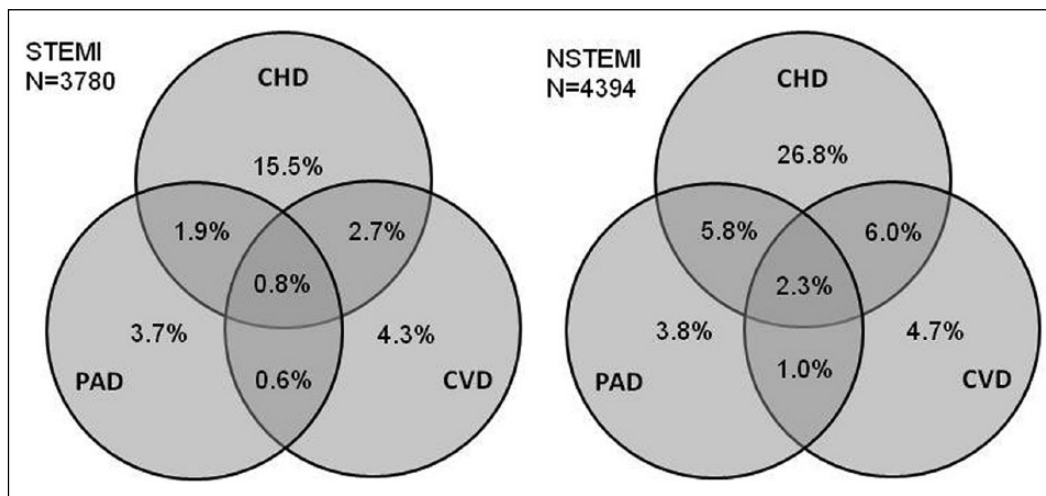 STEMI
N=3780
CHD
15.5%
1.9%
2.7%
0.8%
3.7%
4.3%
PAD
0.6%
CVD
NSTEMI
N=4394
CHD
26.8%
5.8%
6.0%
2.3%
3.8%
4.7%
PAD
1.0%
CVD